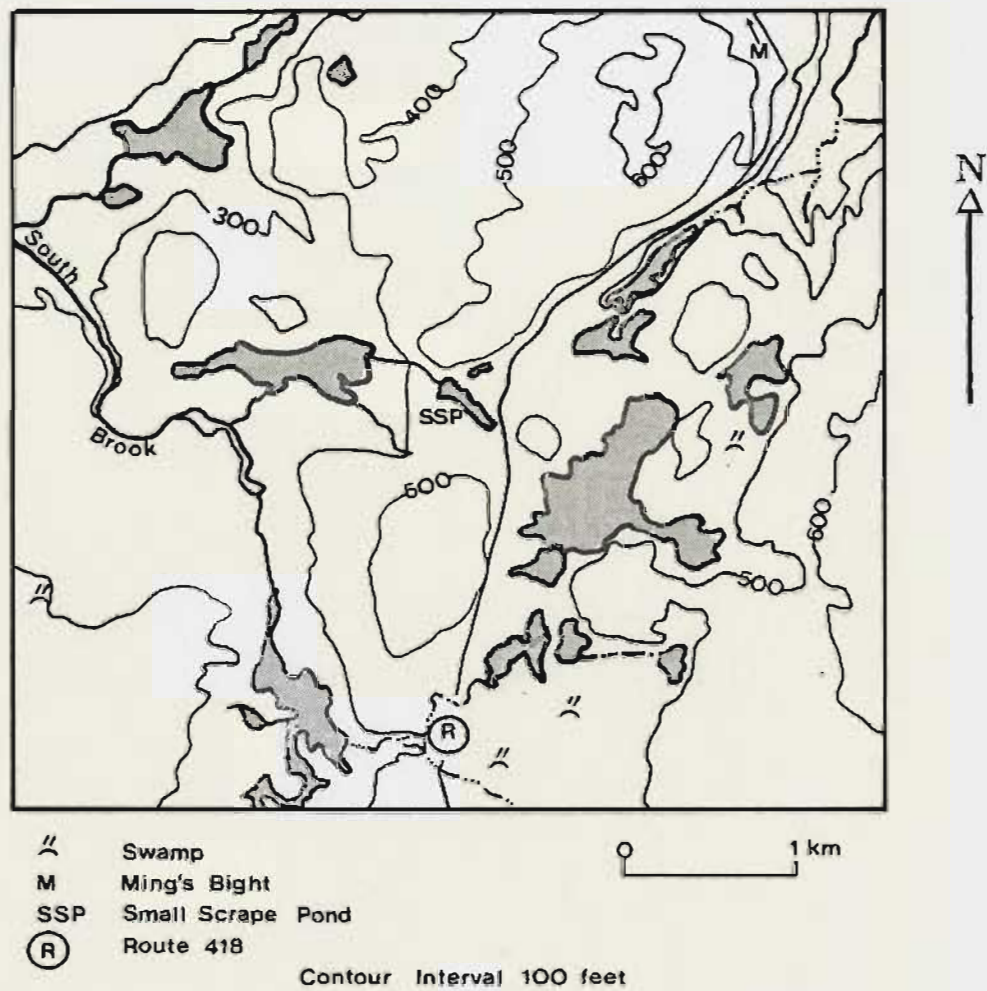 M
N
400
500
600
300
South
SSP
Brook
500
600
500
R
Swamp
M Ming's Bight
SSP Small Scrape Pond
R Route 418
0 1 km
Contour Interval 100 feet